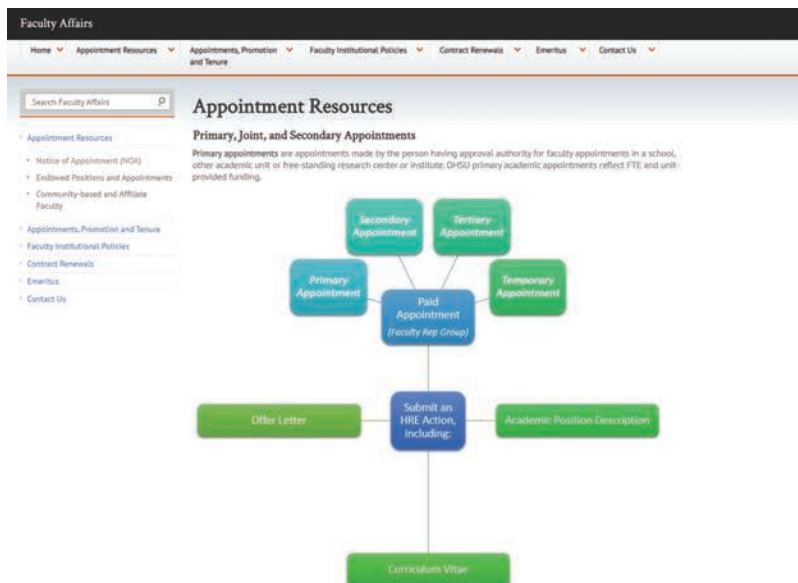 Faculty Affairs
Home
Appointment Resources
Appointments, Promotion
and Tenure
Faculty Institutional Policies
Contract Renewals
Emeritus
Contact Us
Search Faculty Affairs
Appointment Resources
Notice of Appointment (NOA)
Endowed Positions and Appointments
Community-based and Affiliate
Faculty
Appointments, Promotion and Tenure
Faculty Institutional Policies
Contract Renewals
Emeritus
Contact Us
Appointment Resources
Primary, Joint, and Secondary Appointments
Primary appointments are appointments made by the person having approval authority for faculty appointments in a school,
other academic unit or free-standing research center or institute. OHSU primary academic appointments reflect FTE and unit-
provided funding.
Secondary
Appointment
Tertiary
Appointment
Primary
Appointment
Temporary
Appointment
Paid
Appointment
(Faculty Rep Group)
Offer Letter
Submit an
HRE Action,
Including:
Academic Position Description
Curriculum Vitae